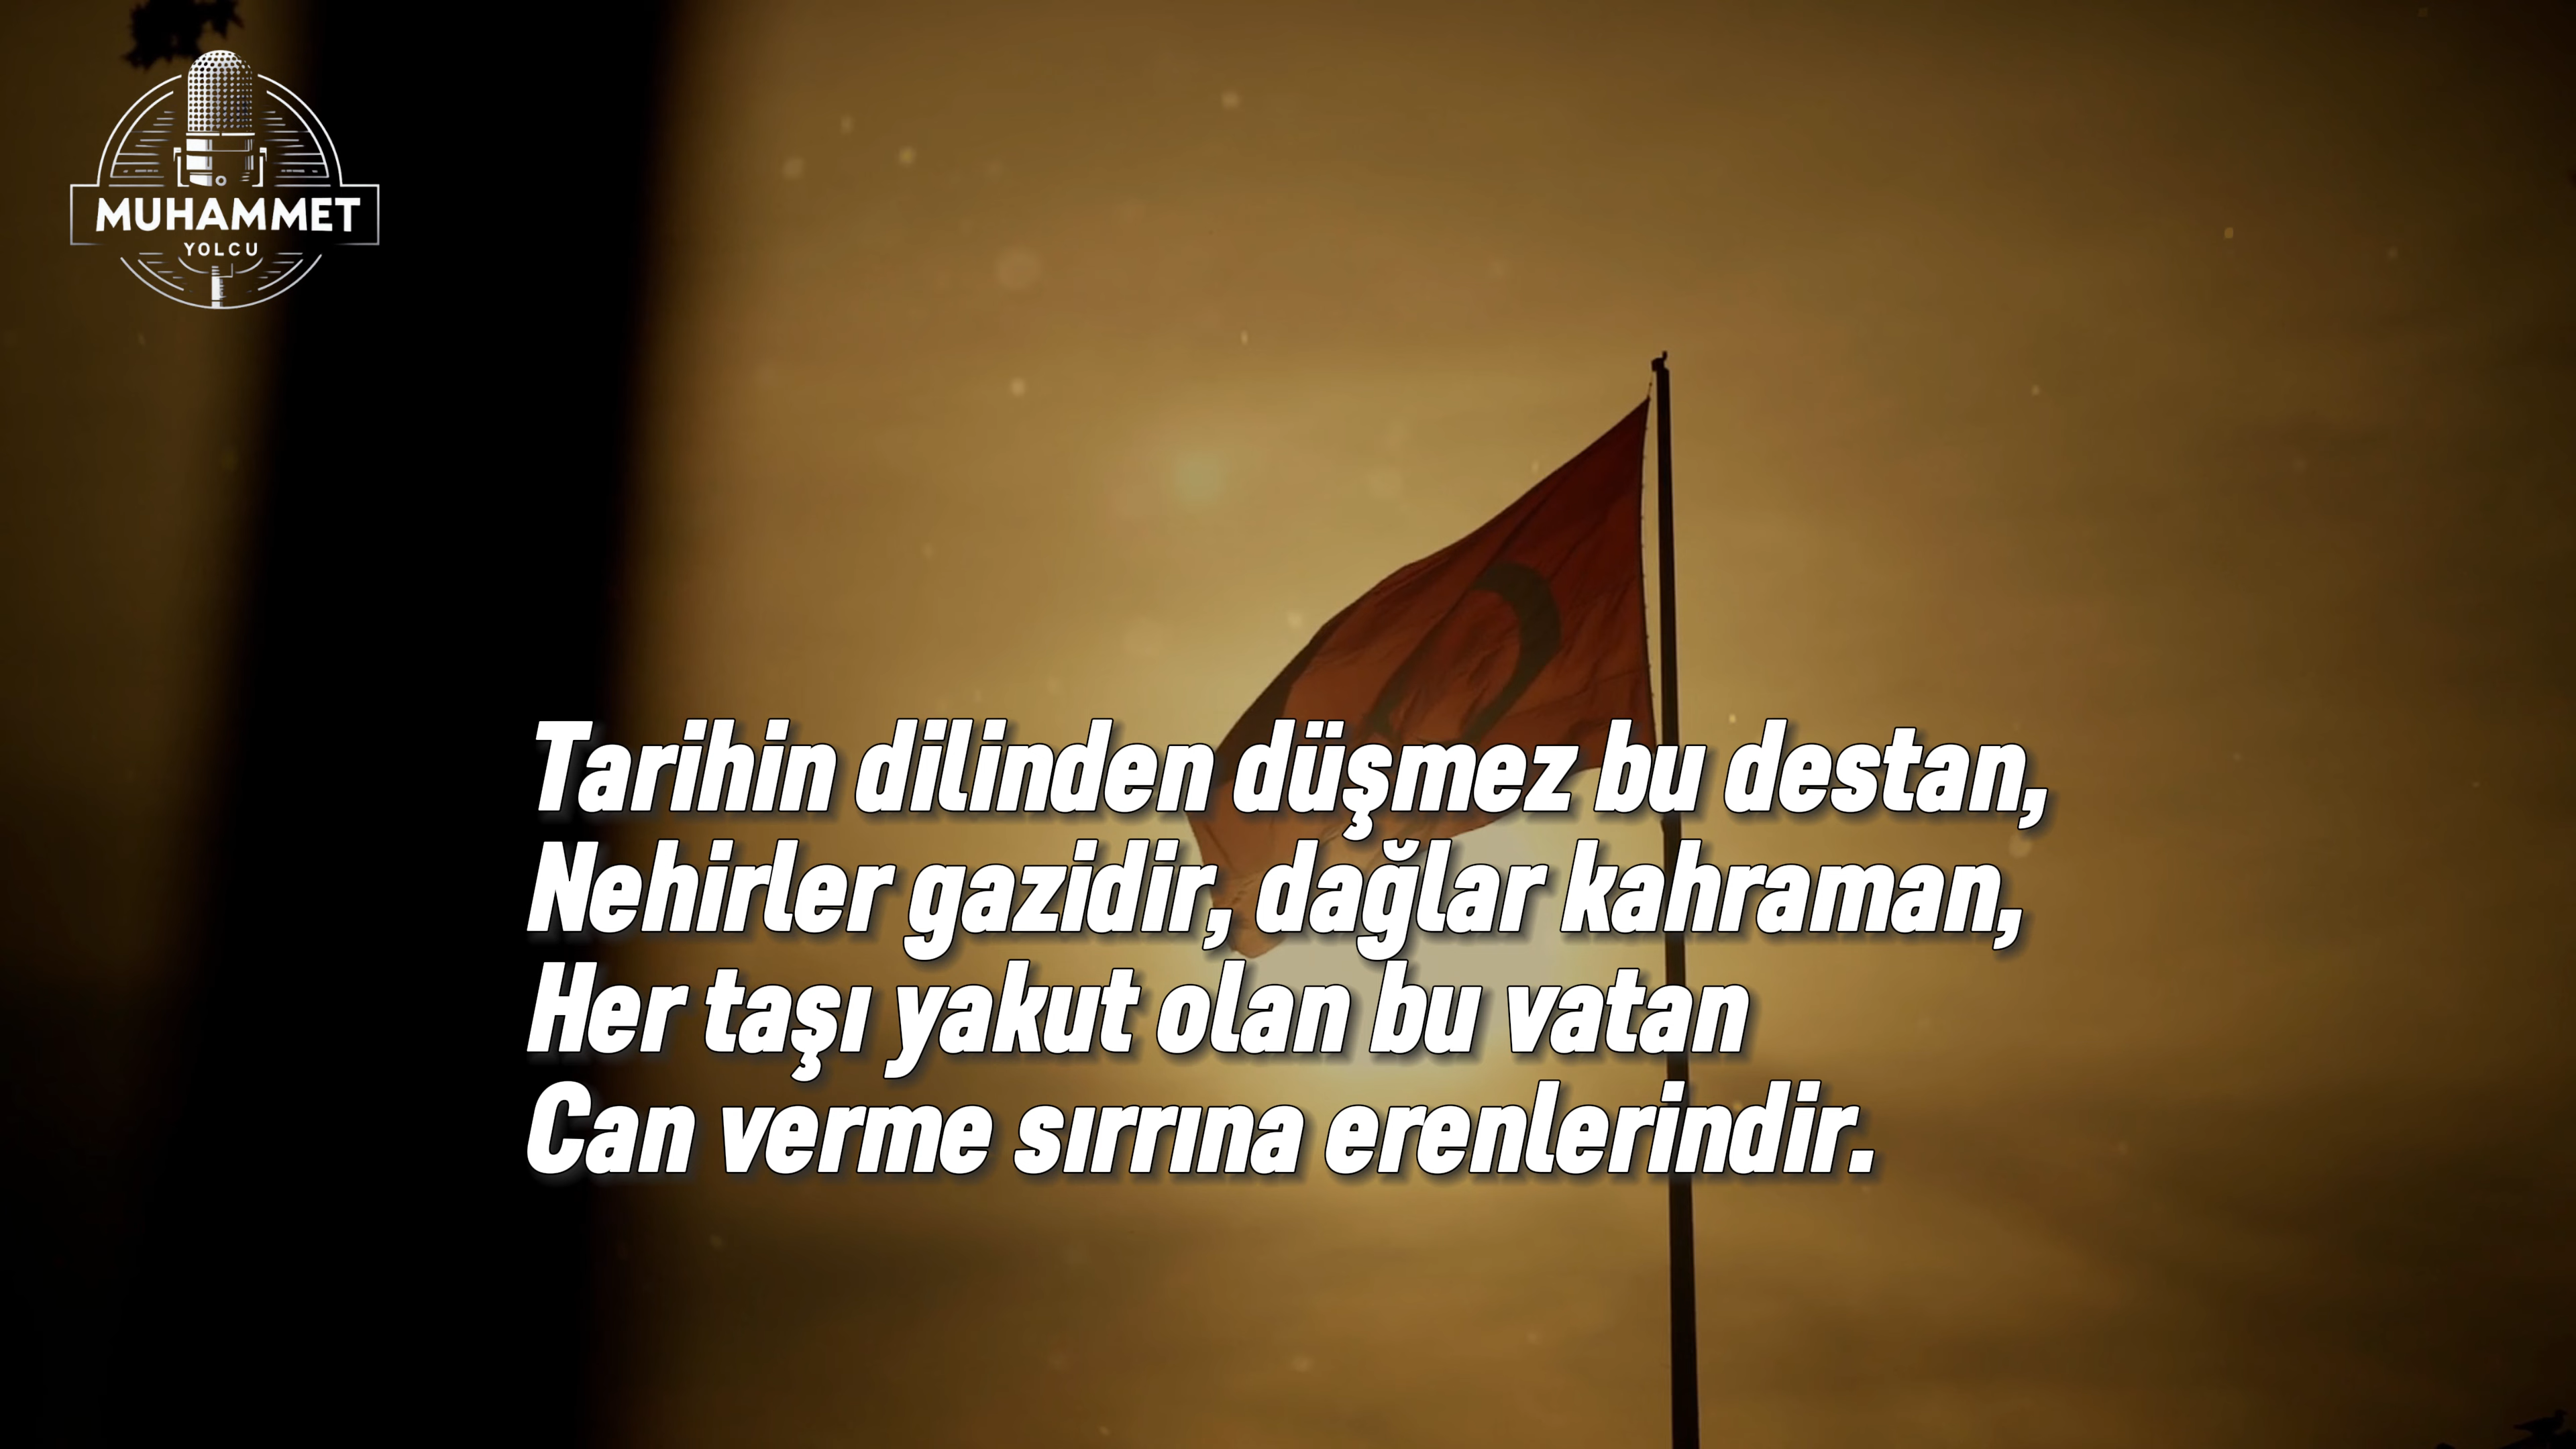 MUHAMMET
YOLCU
Tarihin dilinden düşmez bu destan,
Nehirler gazidir, dağlar kahraman,
Her taşı yakut olan bu vatan
Can verme sırrına erenlerindir.